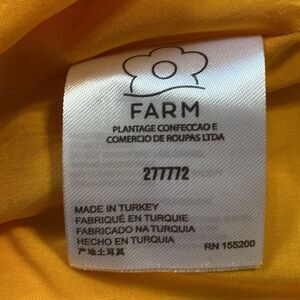 FARM
PLANTAGE CONFECCAO E
COMERCIO DE ROUPAS LTDA
277772
MADE IN TURKEY
FABRIQUÉ EN TURQUIE
FABRICADO NA TURQUIA
HECHO EN TURQUIA
产地土耳其
RN 155200